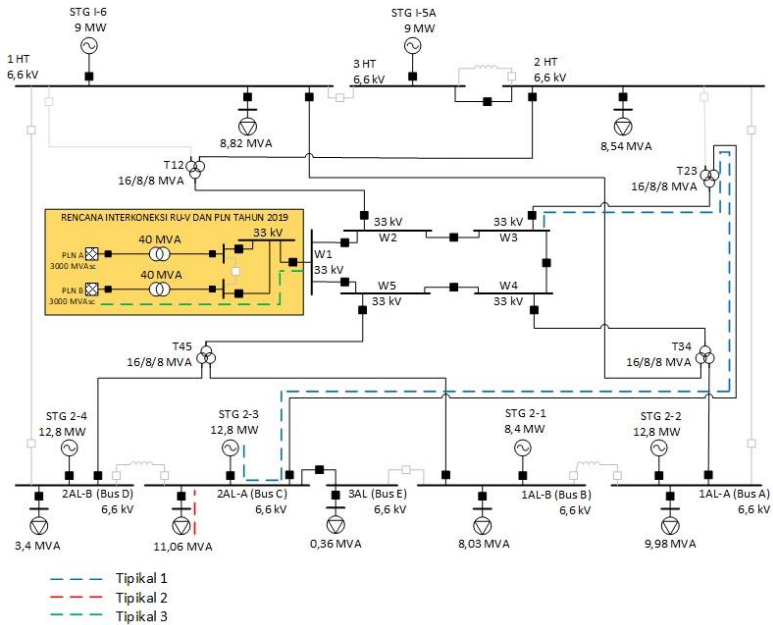 STG I-6
9 MW
STG I-5A
9 MW
1 HT
6,6 kV
3 HT
6,6 kV
2 HT
6,6 kV
8,82 MVA
8,54 MVA
T12
16/8/8 MVA
T23
16/8/8 MVA
RENCANA INTERKONEKSI RU-V DAN PLN TAHUN 2019
33 kV
PLN A
3000 MVAsc
40 MVA
40 MVA
PLN B
3000 MVAsc
W1
33 kV
33 kV
W2
33 kV
W3
W5
33 kV
W4
33 kV
T45
16/8/8 MVA
T34
16/8/8 MVA
STG 2-4
12,8 MW
STG 2-3
12,8 MW
STG 2-1
8,4 MW
STG 2-2
12,8 MW
2AL-B (Bus D)
6,6 kV
2AL-A (Bus C)
6,6 kV
3AL (Bus E)
6,6 kV
1AL-B (Bus B)
6,6 kV
1AL-A (Bus A)
6,6 kV
3,4 MVA
11,06 MVA
0,36 MVA
8,03 MVA
9,98 MVA
Tipikal 1
Tipikal 2
Tipikal 3